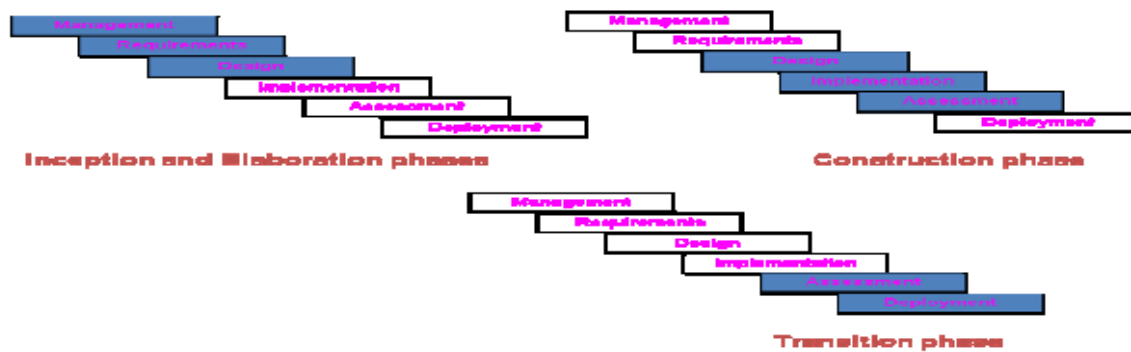 Management
Requirements
Design
Implementation
Assessment
Deployment
Inception and Elaboration phases
Management
Requirements
Design
Implementation
Assessment
Deployment
Construction phase
Management
Requirements
Design
Implementation
Assessment
Deployment
Transition phase